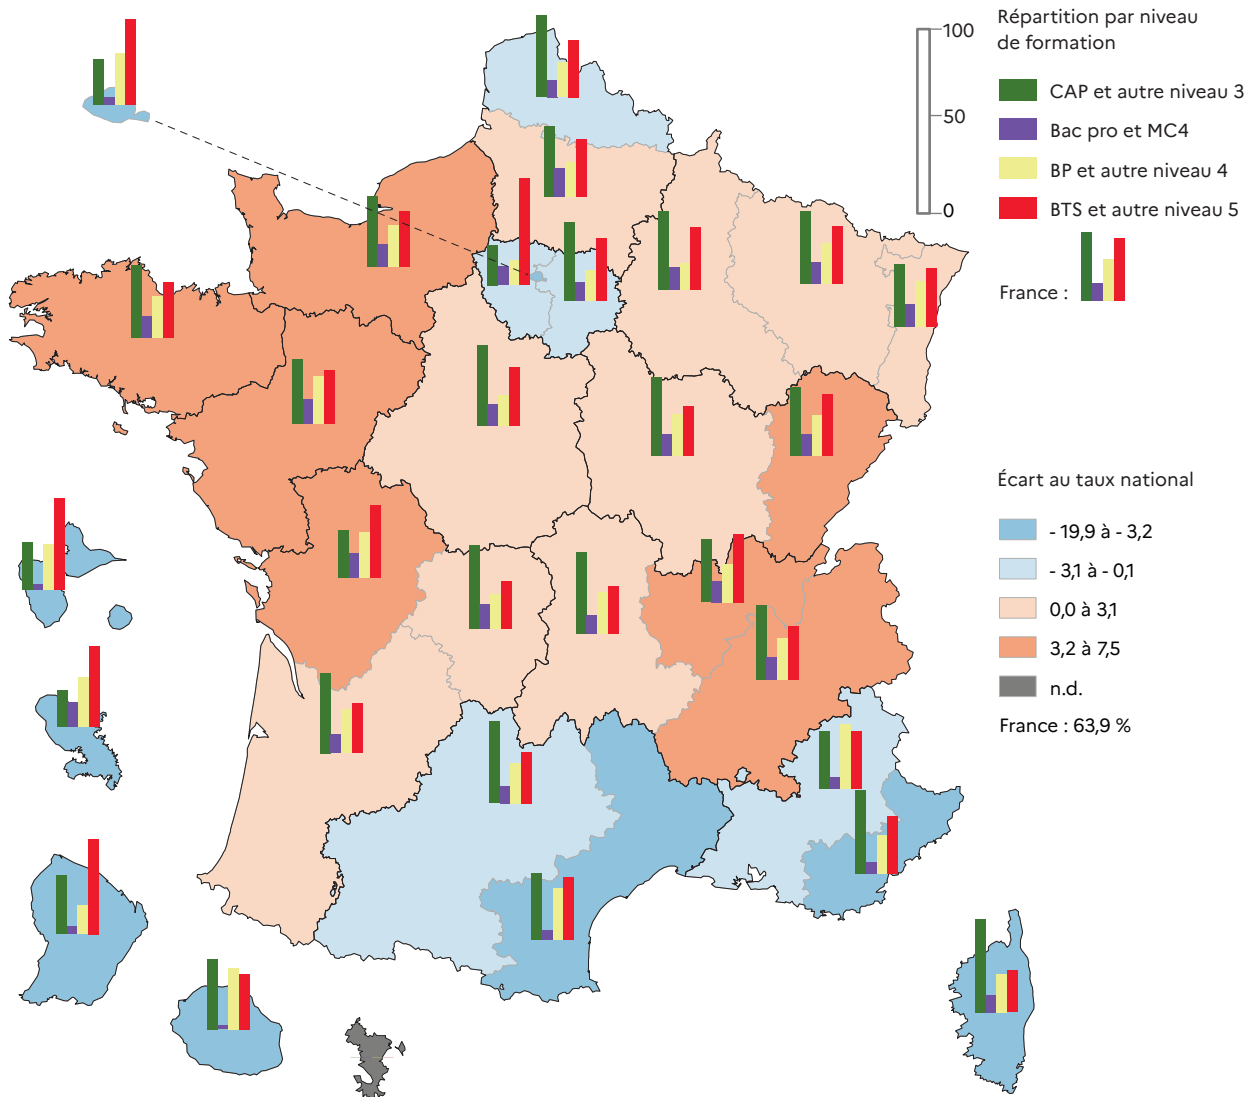 100
50
0
Répartition par niveau
de formation
CAP et autre niveau 3
Bac pro et MC4
BP et autre niveau 4
BTS et autre niveau 5
France :
Écart au taux national
- 19,9 à - 3,2
- 3,1 à - 0,1
0,0 à 3,1
3,2 à 7,5
n.d.
France : 63,9 %